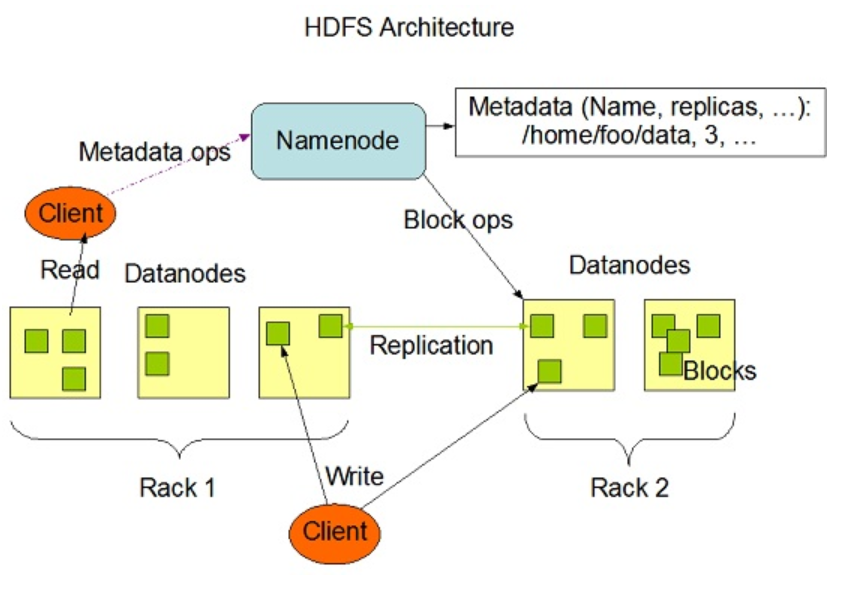 HDFS Architecture
Metadata (Name, replicas, ...):
/home/foo/data, 3, ...
Namenode
Metadata ops
Client
Block ops
Read
Datanodes
Datanodes
Replication
Blocks
Rack 1
Write
Rack 2
Client